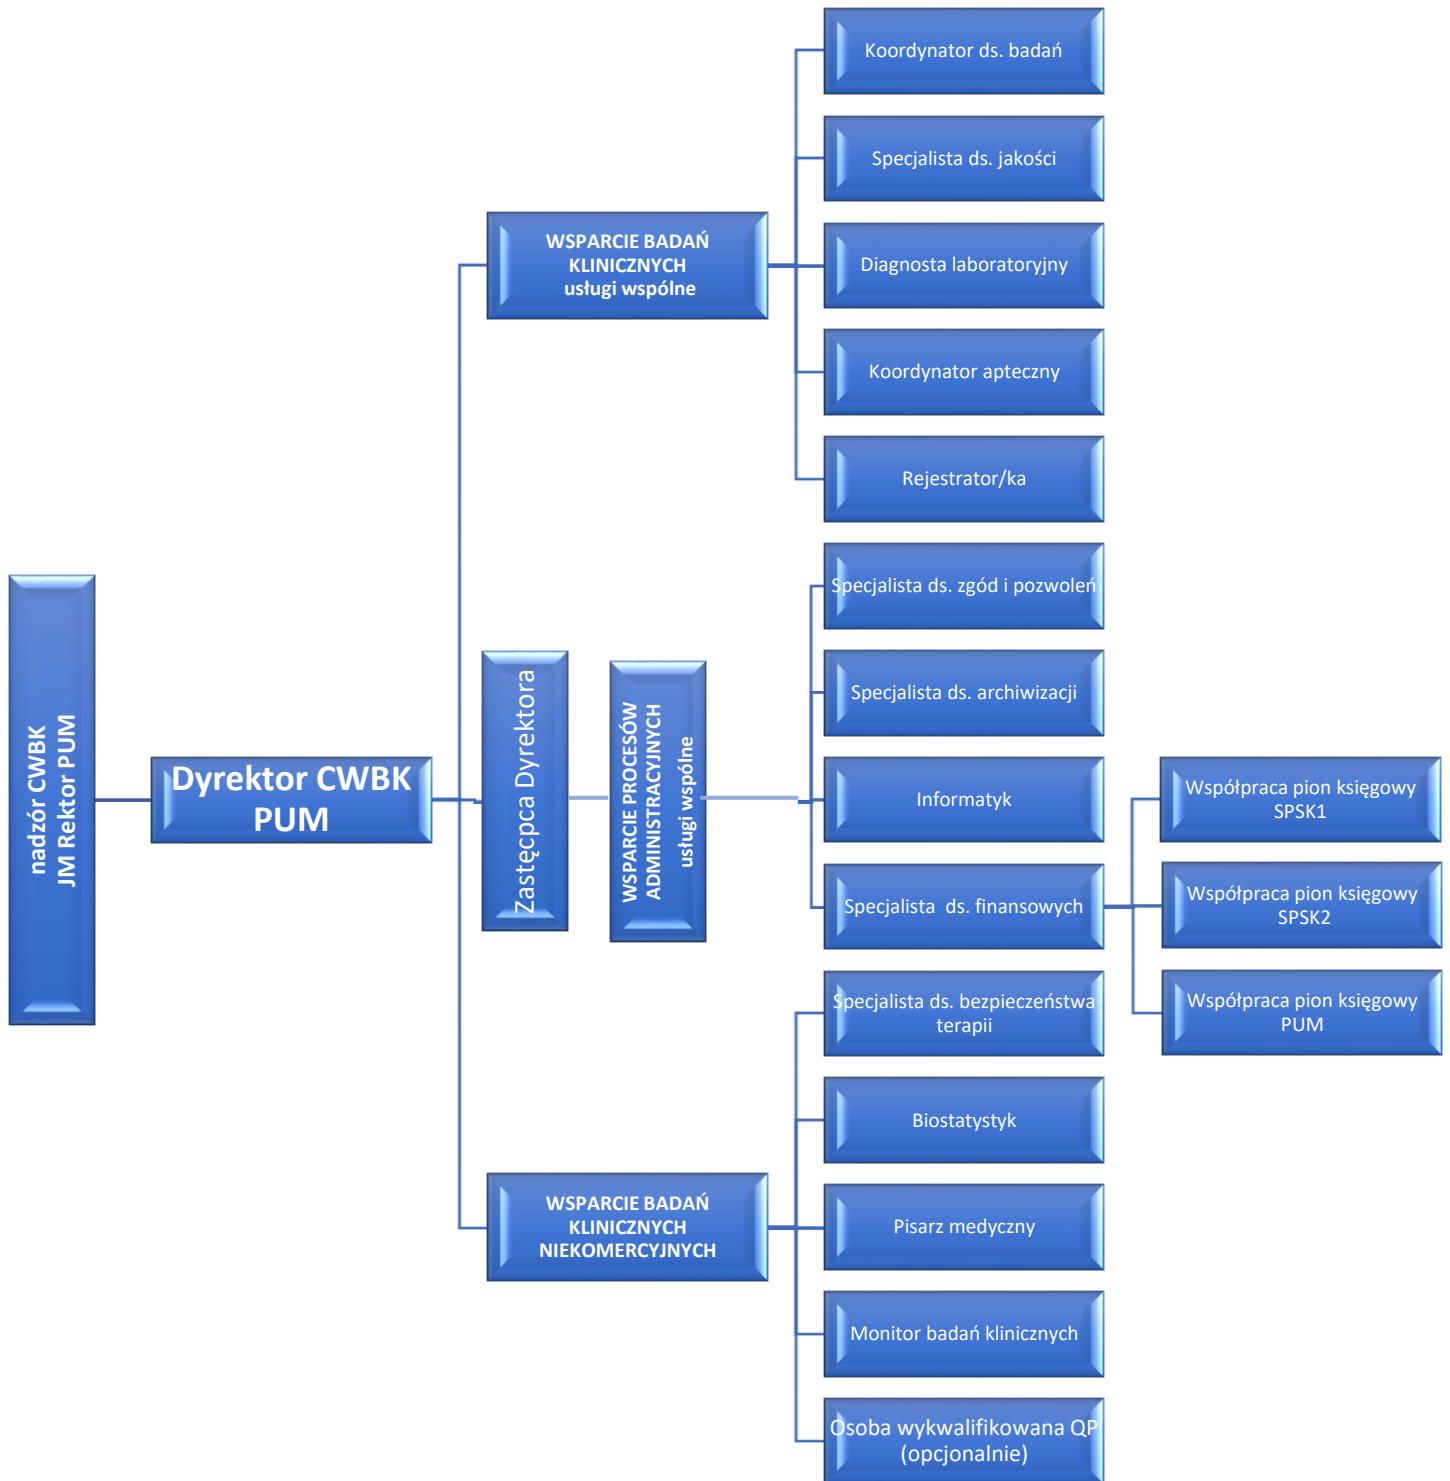 nadzór CWBK
JM Rektor PUM
Dyrektor CWBK
PUM
WSPARCIE BADAŃ
KLINICZNYCH
usługi wspólne
Koordynator ds. badań
Specjalista ds. jakości
Diagnosta laboratoryjny
Koordynator apteczny
Rejestrator/ka
Zastęcpca Dyrektora
WSPARCIE PROCESÓW
ADMINISTRACYJNYCH
usługi wspólne
Specjalista ds. zgód i pozwoleń
Specjalista ds. archiwizacji
Informatyk
Specjalista  ds. finansowych
Współpraca pion księgowy
SPSK1
Współpraca pion księgowy
SPSK2
Współpraca pion księgowy
PUM
WSPARCIE BADAŃ
KLINICZNYCH
NIEKOMERCYJNYCH
Specjalista ds. bezpieczeństwa
terapii
Biostatystyk
Pisarz medyczny
Monitor badań klinicznych
Osoba wykwalifikowana QP
(opcjonalnie)